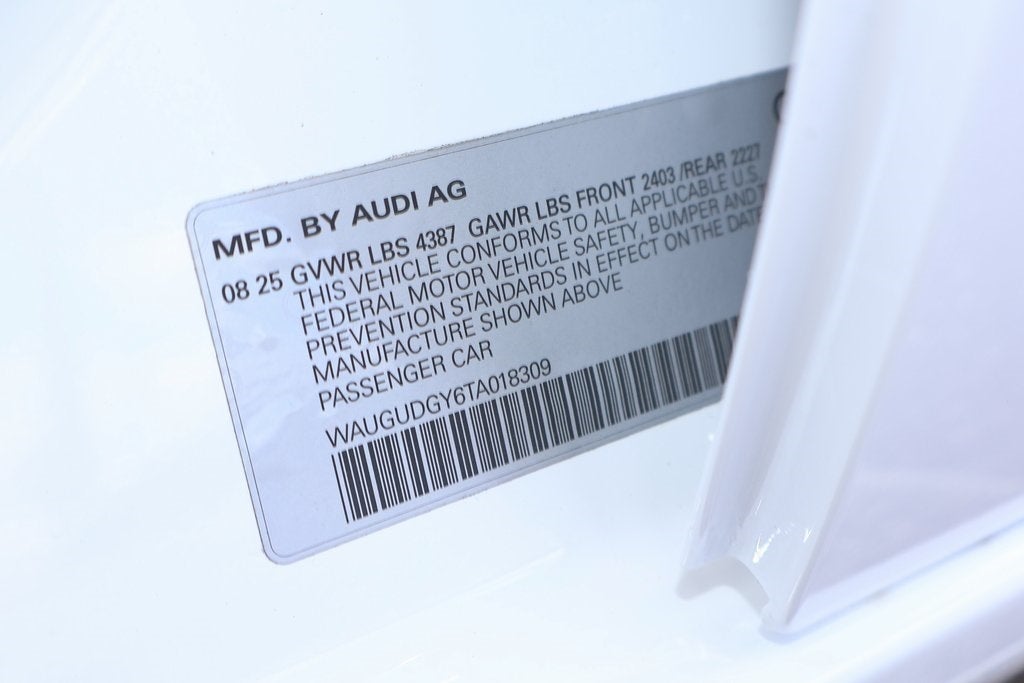 MFD. BY AUDI AG
08 25 GVWR LBS 4387 GAWR LBS FRONT 2403 /REAR 2227
THIS VEHICLE CONFORMS TO ALL APPLICABLE U.S.
FEDERAL MOTOR VEHICLE SAFETY, BUMPER AND
PREVENTION STANDARDS IN EFFECT ON THE DATE
MANUFACTURE SHOWN ABOVE
PASSENGER CAR
WAUGUDGY6TA018309